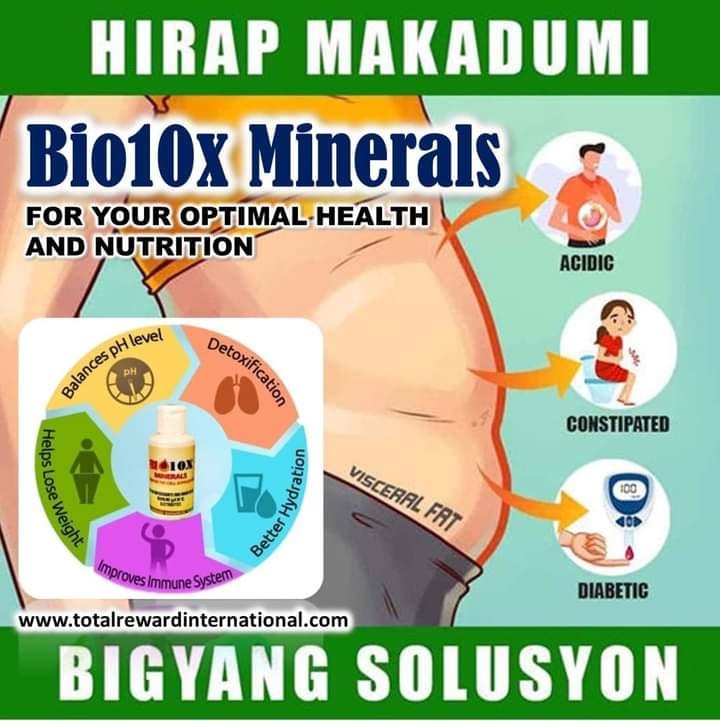 HIRAP MAKADUMI
Bio10x Minerals
FOR YOUR OPTIMAL HEALTH
AND NUTRITION
ACIDIC
CONSTIPATED
DIABETIC
100
VISCERAL FAT
Balances pH level
pH
Detoxification
Helps Lose Weight
Better Hydration
Improves Immune System
10X
MINERALS
www.totalrewardinternational.com
BIGYANG SOLUSYON